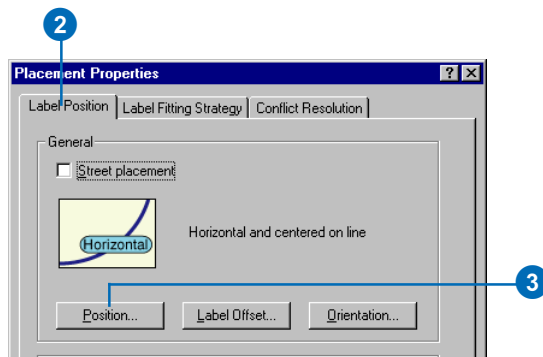 2
Placement Properties
Label Position Label Fitting Strategy Conflict Resolution
General
Street placement
Horizontal
Horizontal and centered on line
3
Position... Label Offset... Orientation...